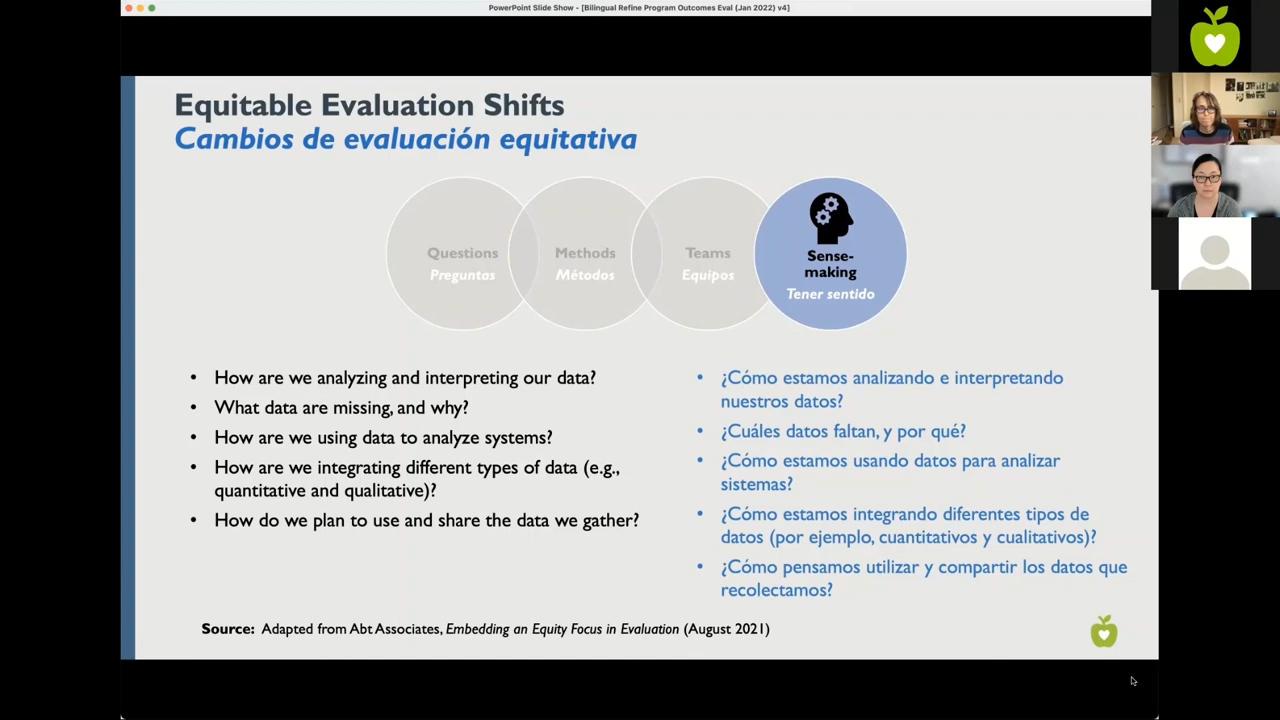 PowerPoint Slide Show - [Bilingual Refine Program Outcomes Eval (Jan 2022) v4]
Equitable Evaluation Shifts
Cambios de evaluación equitativa
Questions
Preguntas
Methods
Métodos
Teams
Equipos
Sense-
making
Tener sentido
• How are we analyzing and interpreting our data?
• What data are missing, and why?
• How are we using data to analyze systems?
• How are we integrating different types of data (e.g.,
quantitative and qualitative)?
• How do we plan to use and share the data we gather?
• ¿Cómo estamos analizando e interpretando
nuestros datos?
• ¿Cuáles datos faltan, y por qué?
• ¿Cómo estamos usando datos para analizar
sistemas?
• ¿Cómo estamos integrando diferentes tipos de
datos (por ejemplo, cuantitativos y cualitativos)?
• ¿Cómo pensamos utilizar y compartir los datos que
recolectamos?
Source: Adapted from Abt Associates, Embedding an Equity Focus in Evaluation (August 2021)